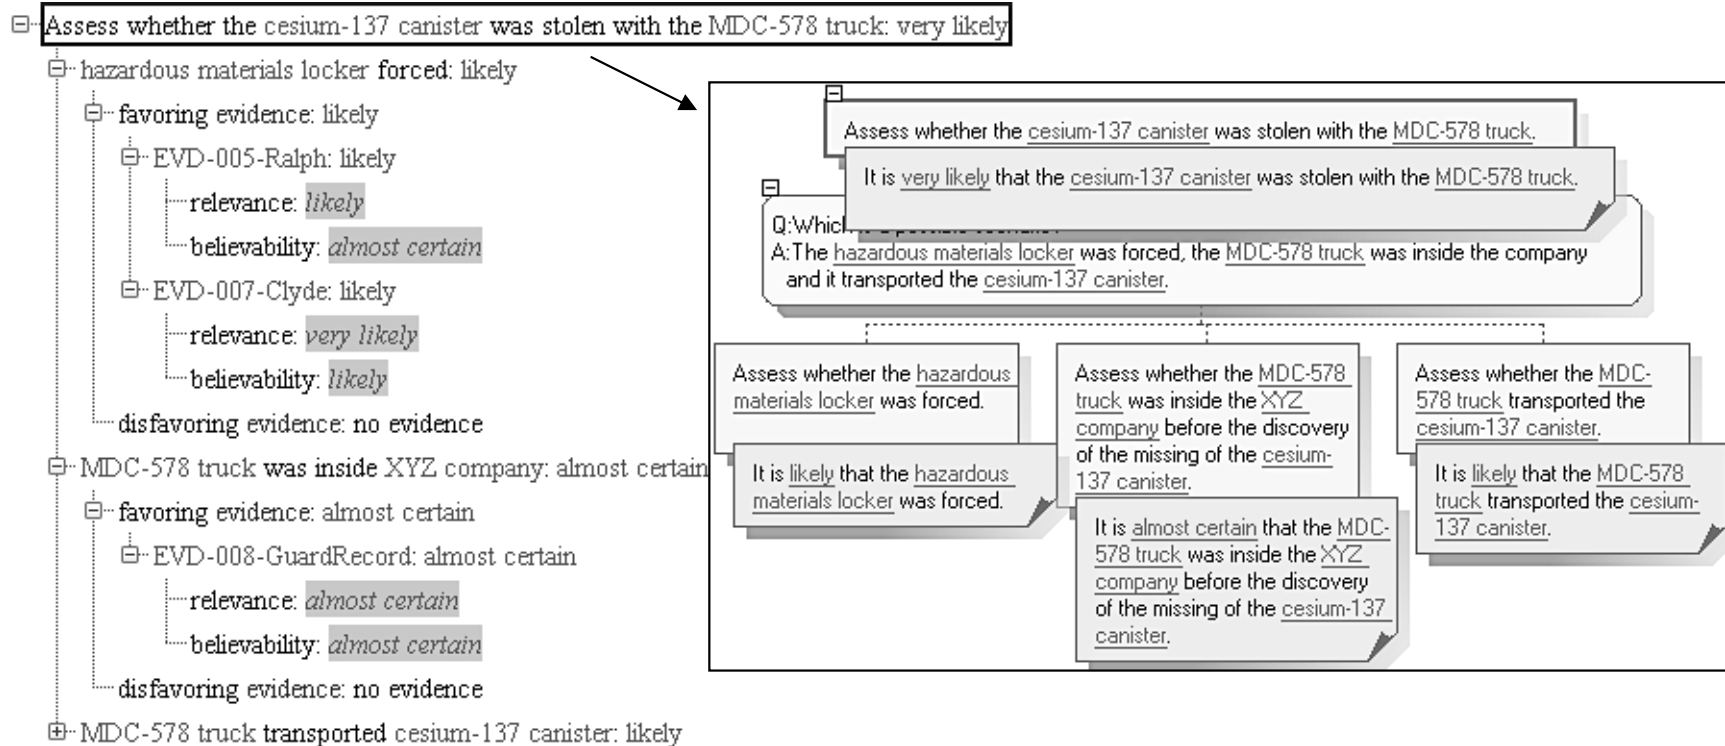 Assess whether the cesium-137 canister was stolen with the MDC-578 truck: very likely
hazardous materials locker forced: likely
favoring evidence: likely
EVD-005-Ralph: likely
relevance: likely
believability: almost certain
EVD-007-Clyde: likely
relevance: very likely
believability: likely
disfavoring evidence: no evidence
MDC-578 truck was inside XYZ company: almost certain
favoring evidence: almost certain
EVD-008-GuardRecord: almost certain
relevance: almost certain
believability: almost certain
disfavoring evidence: no evidence
MDC-578 truck transported cesium-137 canister: likely
Assess whether the cesium-137 canister was stolen with the MDC-578 truck.
It is very likely that the cesium-137 canister was stolen with the MDC-578 truck.
Q:Which
A:The hazardous materials locker was forced, the MDC-578 truck was inside the company
and it transported the cesium-137 canister.
Assess whether the hazardous
materials locker was forced.
It is likely that the hazardous
materials locker was forced.
Assess whether the MDC-578
truck was inside the XYZ
company before the discovery
of the missing of the cesium-
137 canister.
It is almost certain that the MDC-
578 truck was inside the XYZ
company before the discovery
of the missing of the cesium-137
canister.
Assess whether the MDC-
578 truck transported the
cesium-137 canister.
It is likely that the MDC-578
truck transported the cesium-
137 canister.